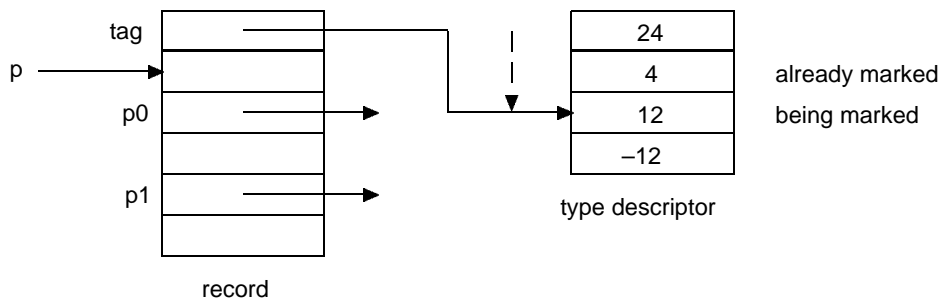 tag
24
p
4
already marked
p0
12
being marked
–12
p1
type descriptor
record